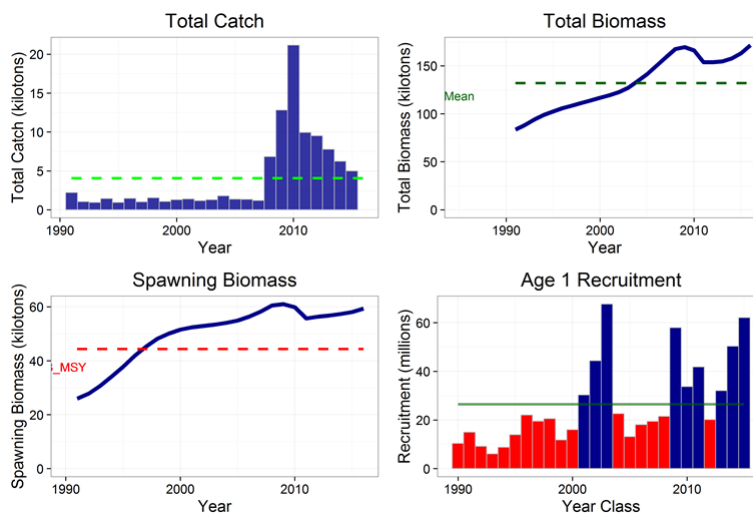 Total Catch
Total Catch (kilotons)
20
15
10
5
0
1990
2000
2010
Year
Total Biomass
Total Biomass (kilotons)
150
100
50
0
Mean
1990
2000
2010
Year
Spawning Biomass
Spawning Biomass (kilotons)
60
40
20
0
_MSY
1990
2000
2010
Year
Age 1 Recruitment
Recruitment (millions)
60
40
20
0
1990
2000
2010
Year Class